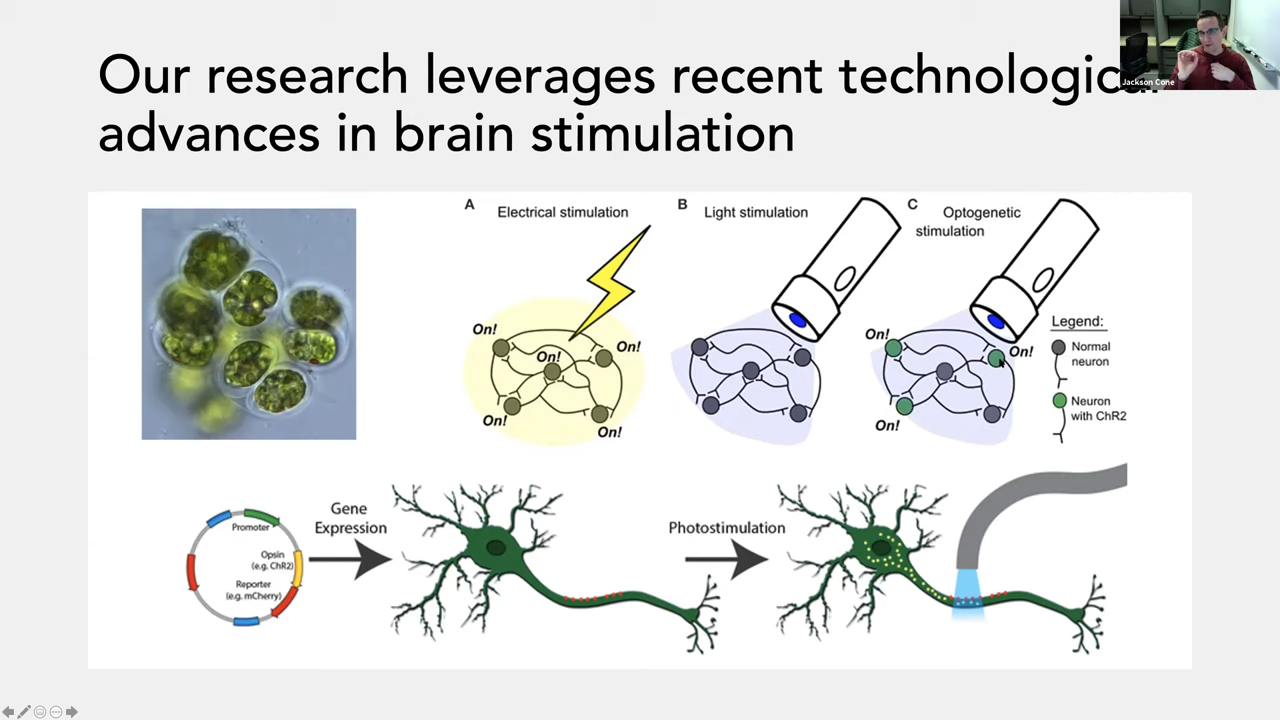 Our research leverages recent technological
advances in brain stimulation
Jackson Cone
A
Electrical stimulation
On!
On!
On!
On!
On!
B
Light stimulation
C
Optogenetic
stimulation
On!
On!
On!
Legend:
Normal
neuron
Neuron
with ChR2
Promoter
Opsin
(e.g. ChR2)
Reporter
(e.g. mCherry)
Gene
Expression
Photostimulation